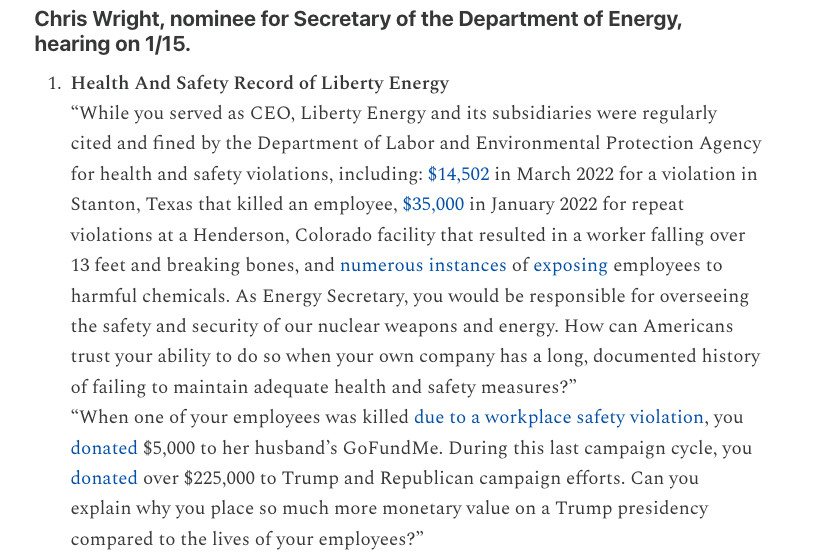 Chris Wright, nominee for Secretary of the Department of Energy,
hearing on 1/15.
1. Health And Safety Record of Liberty Energy
“While you served as CEO, Liberty Energy and its subsidiaries were regularly
cited and fined by the Department of Labor and Environmental Protection Agency
for health and safety violations, including: $14,502 in March 2022 for a violation in
Stanton, Texas that killed an employee, $35,000 in January 2022 for repeat
violations at a Henderson, Colorado facility that resulted in a worker falling over
13 feet and breaking bones, and numerous instances of exposing employees to
harmful chemicals. As Energy Secretary, you would be responsible for overseeing
the safety and security of our nuclear weapons and energy. How can Americans
trust your ability to do so when your own company has a long, documented history
of failing to maintain adequate health and safety measures?”
“When one of your employees was killed due to a workplace safety violation, you
donated $5,000 to her husband’s GoFundMe. During this last campaign cycle, you
donated over $225,000 to Trump and Republican campaign efforts. Can you
explain why you place so much more monetary value on a Trump presidency
compared to the lives of your employees?”